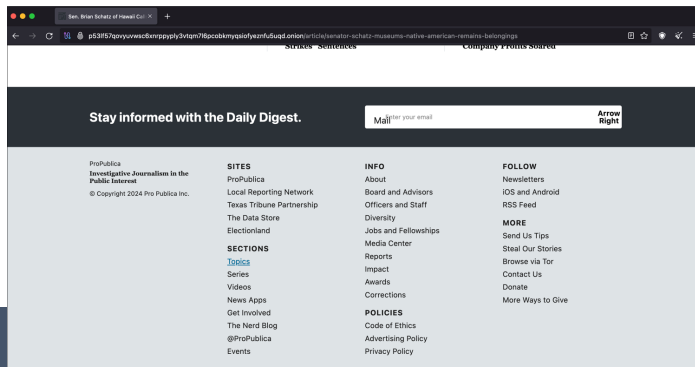 Sen. Brian Schatz of Hawaii Call
p53lf57qovyuvwsc6xnrppyply3vtqm7l6pcobkmyqsiofyeznfu5uqd.onion/article/senator-schatz-museums-native-american-remains-belongings
Strikes" Sentences
Company Profits Soared
Stay informed with the Daily Digest.
Mail Enter your email
Arrow
Right
ProPublica
Investigative Journalism in the
Public Interest
© Copyright 2024 Pro Publica Inc.
SITES
ProPublica
Local Reporting Network
Texas Tribune Partnership
The Data Store
Electionland
SECTIONS
Topics
Series
Videos
News Apps
Get Involved
The Nerd Blog
@ProPublica
Events
INFO
About
Board and Advisors
Officers and Staff
Diversity
Jobs and Fellowships
Media Center
Reports
Impact
Awards
Corrections
POLICIES
Code of Ethics
Advertising Policy
Privacy Policy
FOLLOW
Newsletters
iOS and Android
RSS Feed
MORE
Send Us Tips
Steal Our Stories
Browse via Tor
Contact Us
Donate
More Ways to Give